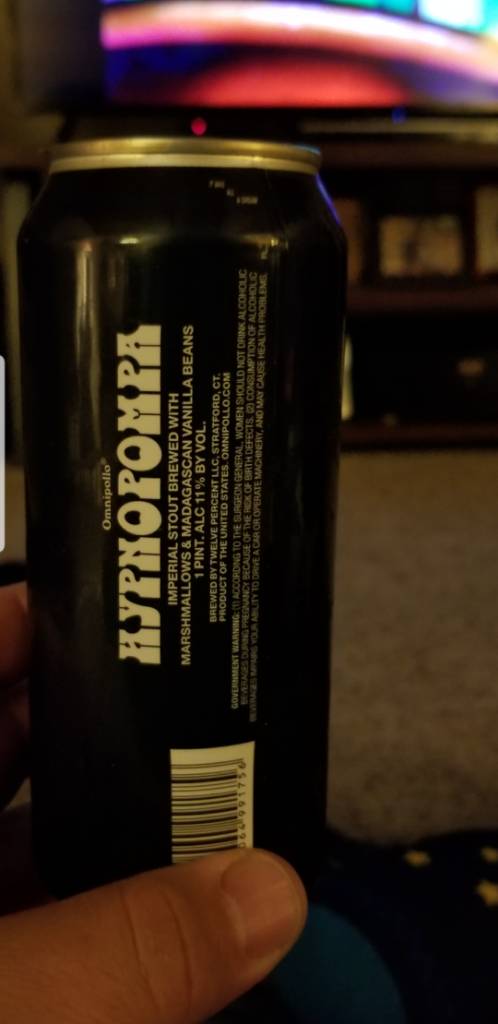 Omnipollo®
HYPNOPOMPA
IMPERIAL STOUT BREWED WITH
MARSHMALLOWS & MADAGASCAN VANILLA BEANS
1 PINT. ALC 11% BY VOL.
BREWED BY TWELVE PERCENT LLC. STRATFORD, CT.
PRODUCT OF THE UNITED STATES. OMNIPOLLO.COM
GOVERNMENT WARNING: (1) ACCORDING TO THE SURGEON GENERAL, WOMEN SHOULD NOT DRINK ALCOHOLIC
BEVERAGES DURING PREGNANCY BECAUSE OF THE RISK OF BIRTH DEFECTS. (2) CONSUMPTION OF ALCOHOLIC
BEVERAGES IMPAIRS YOUR ABILITY TO DRIVE A CAR OR OPERATE MACHINERY, AND MAY CAUSE HEALTH PROBLEMS.
064 991756